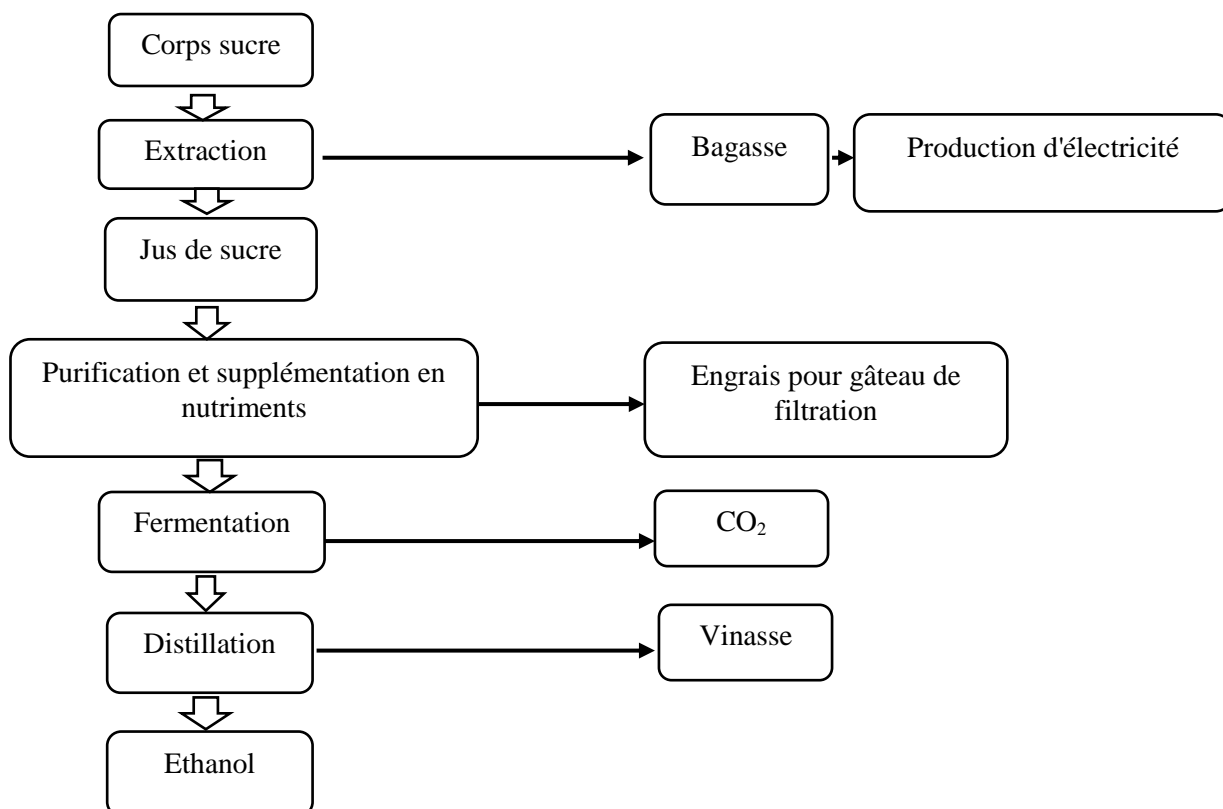 Corps sucre
Extraction
Bagasse
Production d'électricité
Jus de sucre
Purification et supplémentation en
nutriments
Engrais pour gâteau de
filtration
Fermentation
CO₂
Distillation
Vinasse
Ethanol